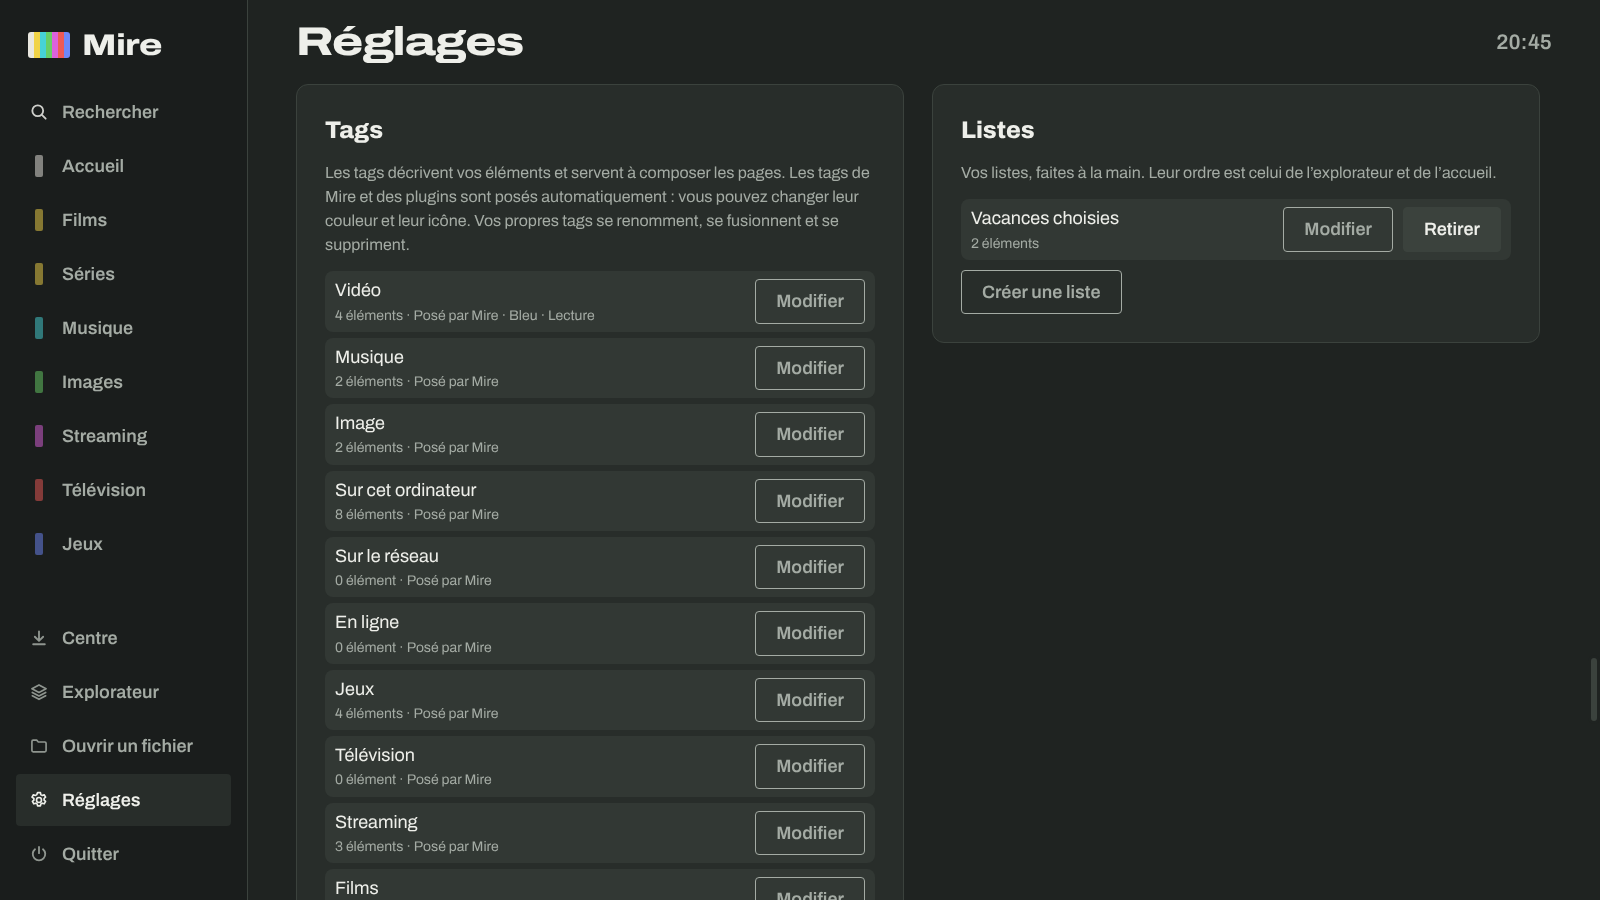 Mire
Rechercher
Accueil
Films
Séries
Musique
Images
Streaming
Télévision
Jeux
Centre
Explorateur
Ouvrir un fichier
Réglages
Quitter
Réglages
20:45
Tags
Les tags décrivent vos éléments et servent à composer les pages. Les tags de
Mire et des plugins sont posés automatiquement : vous pouvez changer leur
couleur et leur icône. Vos propres tags se renomment, se fusionnent et se
suppriment.
Vidéo
4 éléments · Posé par Mire · Bleu · Lecture
Modifier
Musique
2 éléments · Posé par Mire
Modifier
Image
2 éléments · Posé par Mire
Modifier
Sur cet ordinateur
8 éléments · Posé par Mire
Modifier
Sur le réseau
0 élément · Posé par Mire
Modifier
En ligne
0 élément · Posé par Mire
Modifier
Jeux
4 éléments · Posé par Mire
Modifier
Télévision
0 élément · Posé par Mire
Modifier
Streaming
3 éléments · Posé par Mire
Modifier
Films
Modifier
Listes
Vos listes, faites à la main. Leur ordre est celui de l’explorateur et de l’accueil.
Vacances choisies
2 éléments
Modifier
Retirer
Créer une liste